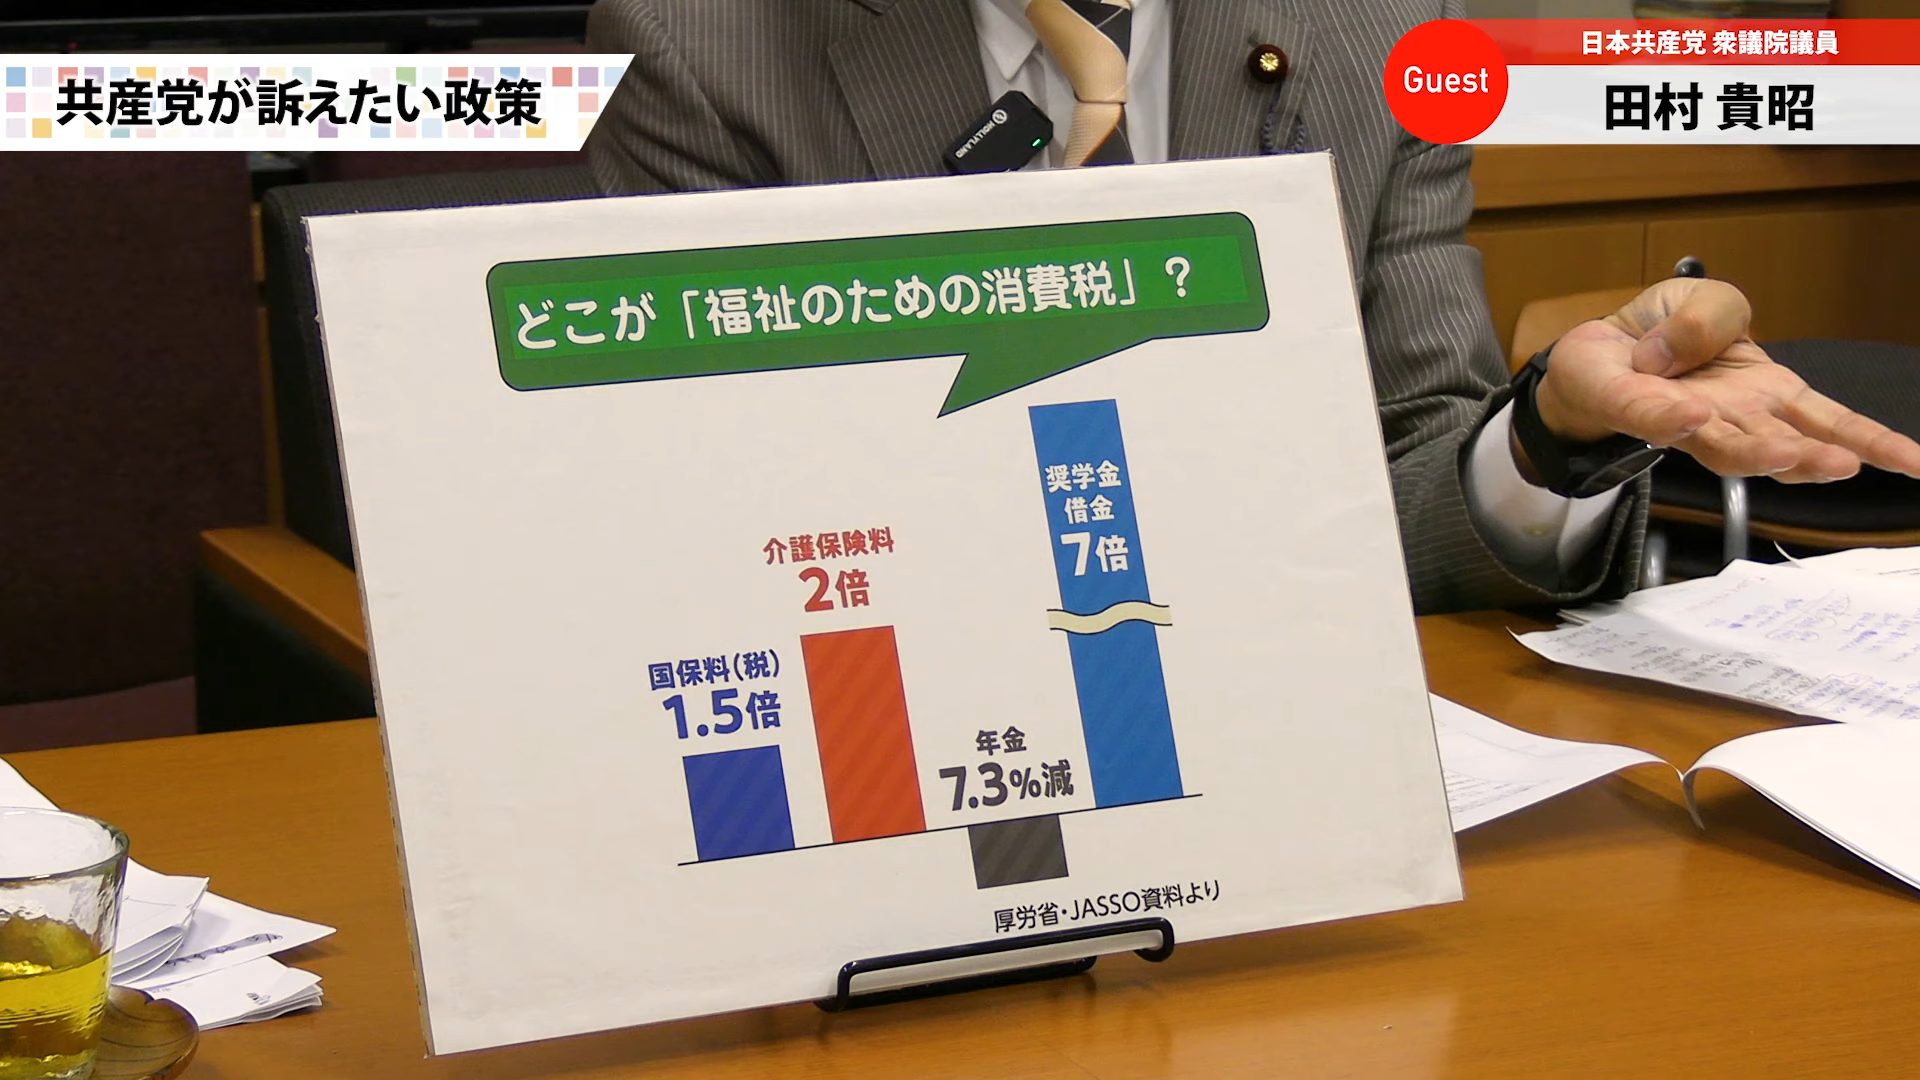 共産党が訴えたい政策
Guest
日本共産党 衆議院議員
田村 貴昭
HOLLYLAND
どこが「福祉のための消費税」?
国保料(税)
1.5倍
介護保険料
2倍
年金
7.3%減
奨学金
借金
7倍
厚労省・JASSO資料より